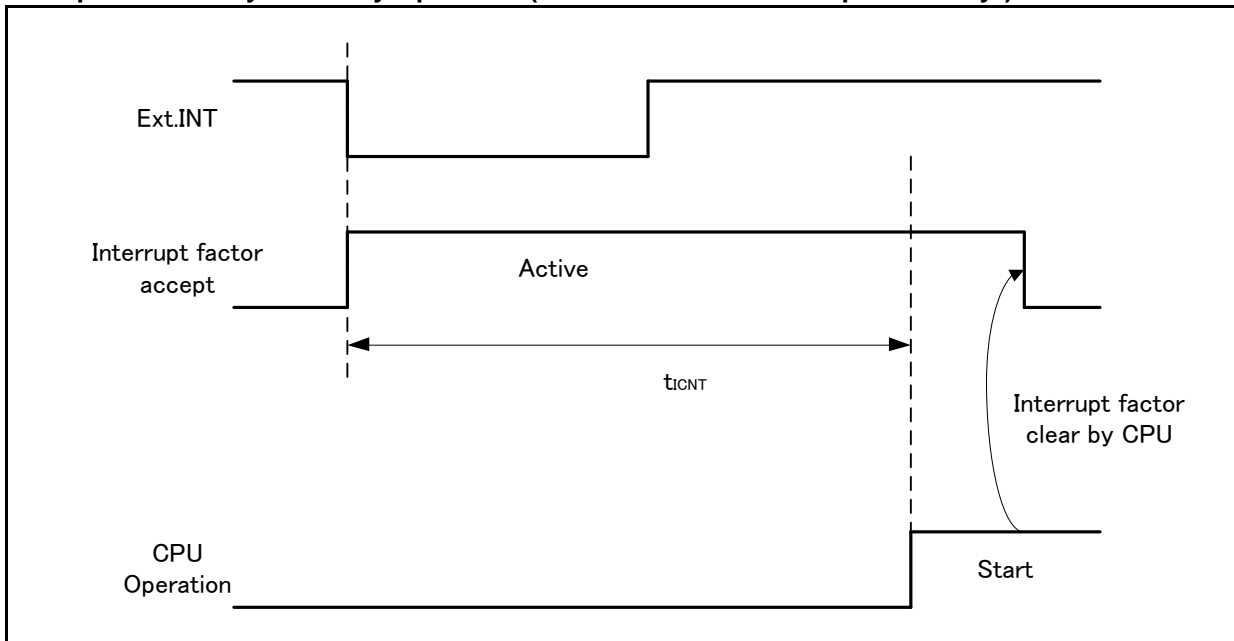 Ext.INT
Interrupt factor
accept
Active
tICNT
Interrupt factor
clear by CPU
CPU
Operation
Start